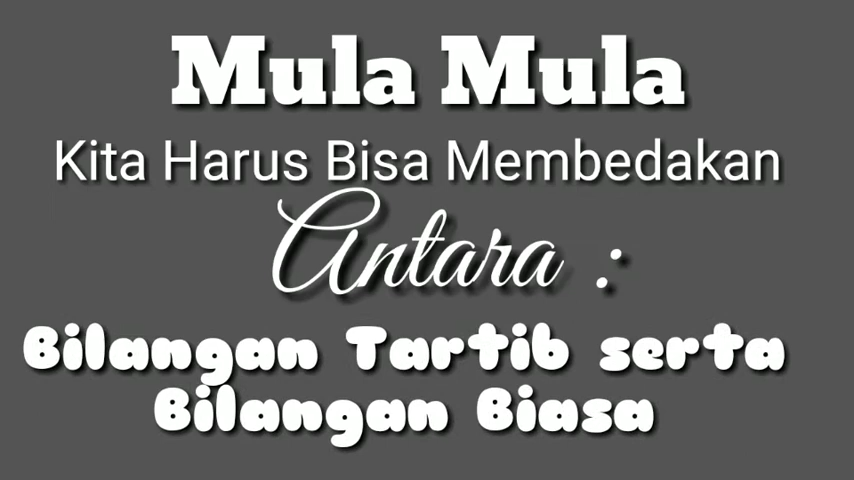 Mula Mula
Kita Harus Bisa Membedakan
Antara :
Bilangan Tartib serta
Bilangan Biasa